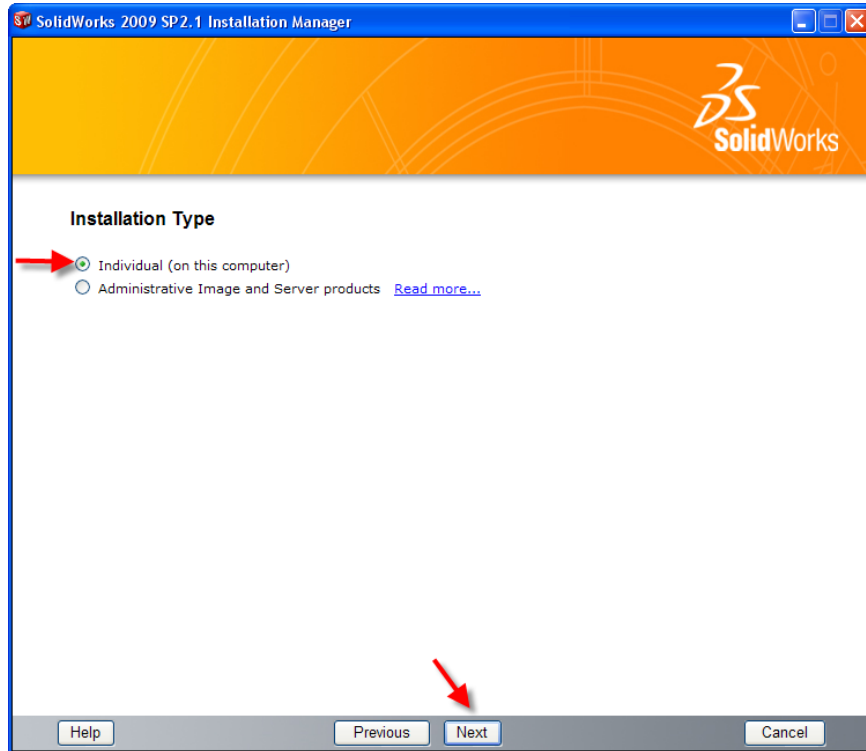 SolidWorks 2009 SP2.1 Installation Manager
SolidWorks
Installation Type
Individual (on this computer)
Administrative Image and Server products Read more...
Help Previous Next Cancel